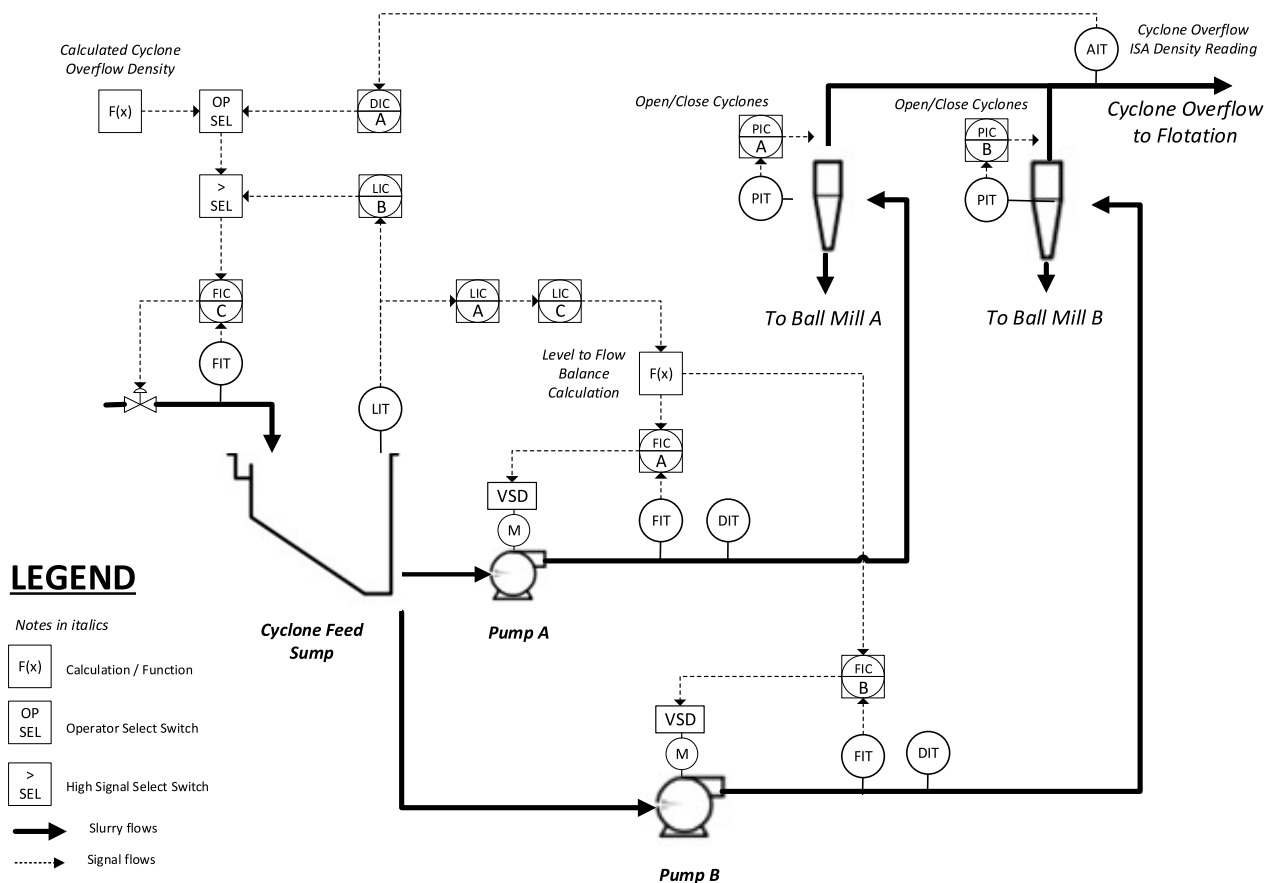 Calculated Cyclone
Overflow Density
F(x)
OP
SEL
DIC
A
AIT
Cyclone Overflow
ISA Density Reading
Open/Close Cyclones
PIC
A
Open/Close Cyclones
PIC
B
Cyclone Overflow
to Flotation
>
SEL
LIC
B
PIT
PIT
FIC
C
LIC
A
LIC
C
To Ball Mill A
To Ball Mill B
FIT
Level to Flow
Balance
Calculation
F(x)
LIT
FIC
A
VSD
M
FIT
DIT
LEGEND
Notes in italics
Cyclone Feed
Sump
Pump A
F(x)
Calculation / Function
OP
SEL
Operator Select Switch
>
SEL
High Signal Select Switch
Slurry flows
Signal flows
FIC
B
VSD
M
FIT
DIT
Pump B